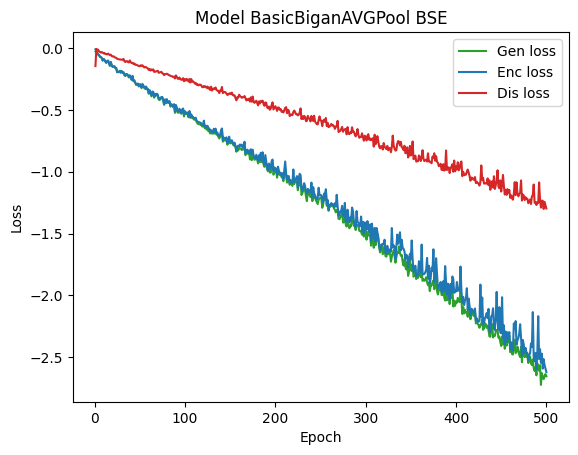 Model BasicBiganAVGPool BSE
Gen loss
Enc loss
Dis loss
Loss
0.0
−0.5
−1.0
−1.5
−2.0
−2.5
0
100
200
300
400
500
Epoch